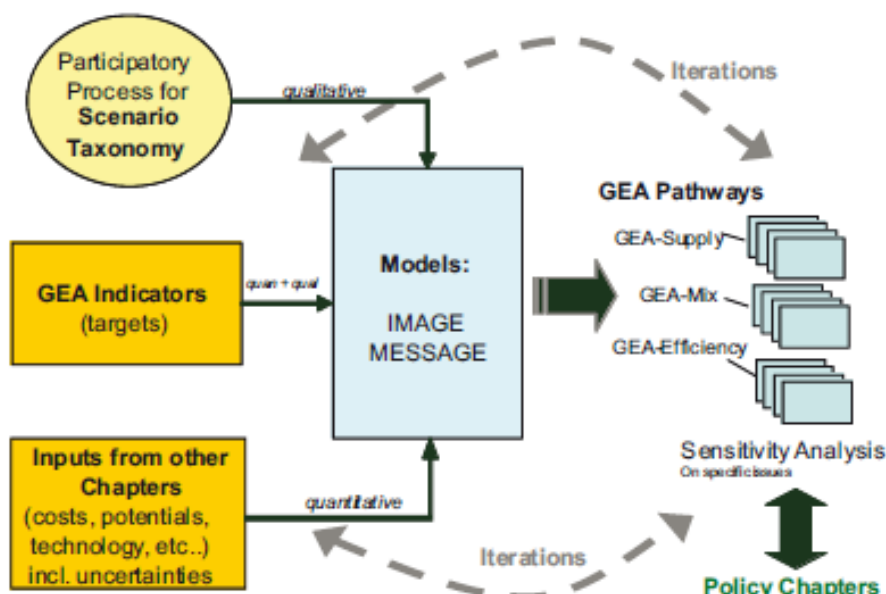 Participatory
Process for
Scenario
Taxonomy
qualitative
Iterations
GEA Indicators
(targets)
quan + qual
Models:
IMAGE
MESSAGE
GEA Pathways
GEA-Supply
GEA-Mix
GEA-Efficiency
Inputs from other
Chapters
(costs, potentials,
technology, etc..)
incl. uncertainties
quantitative
Iterations
Sensitivity Analysis
On specific issues
Policy Chapters